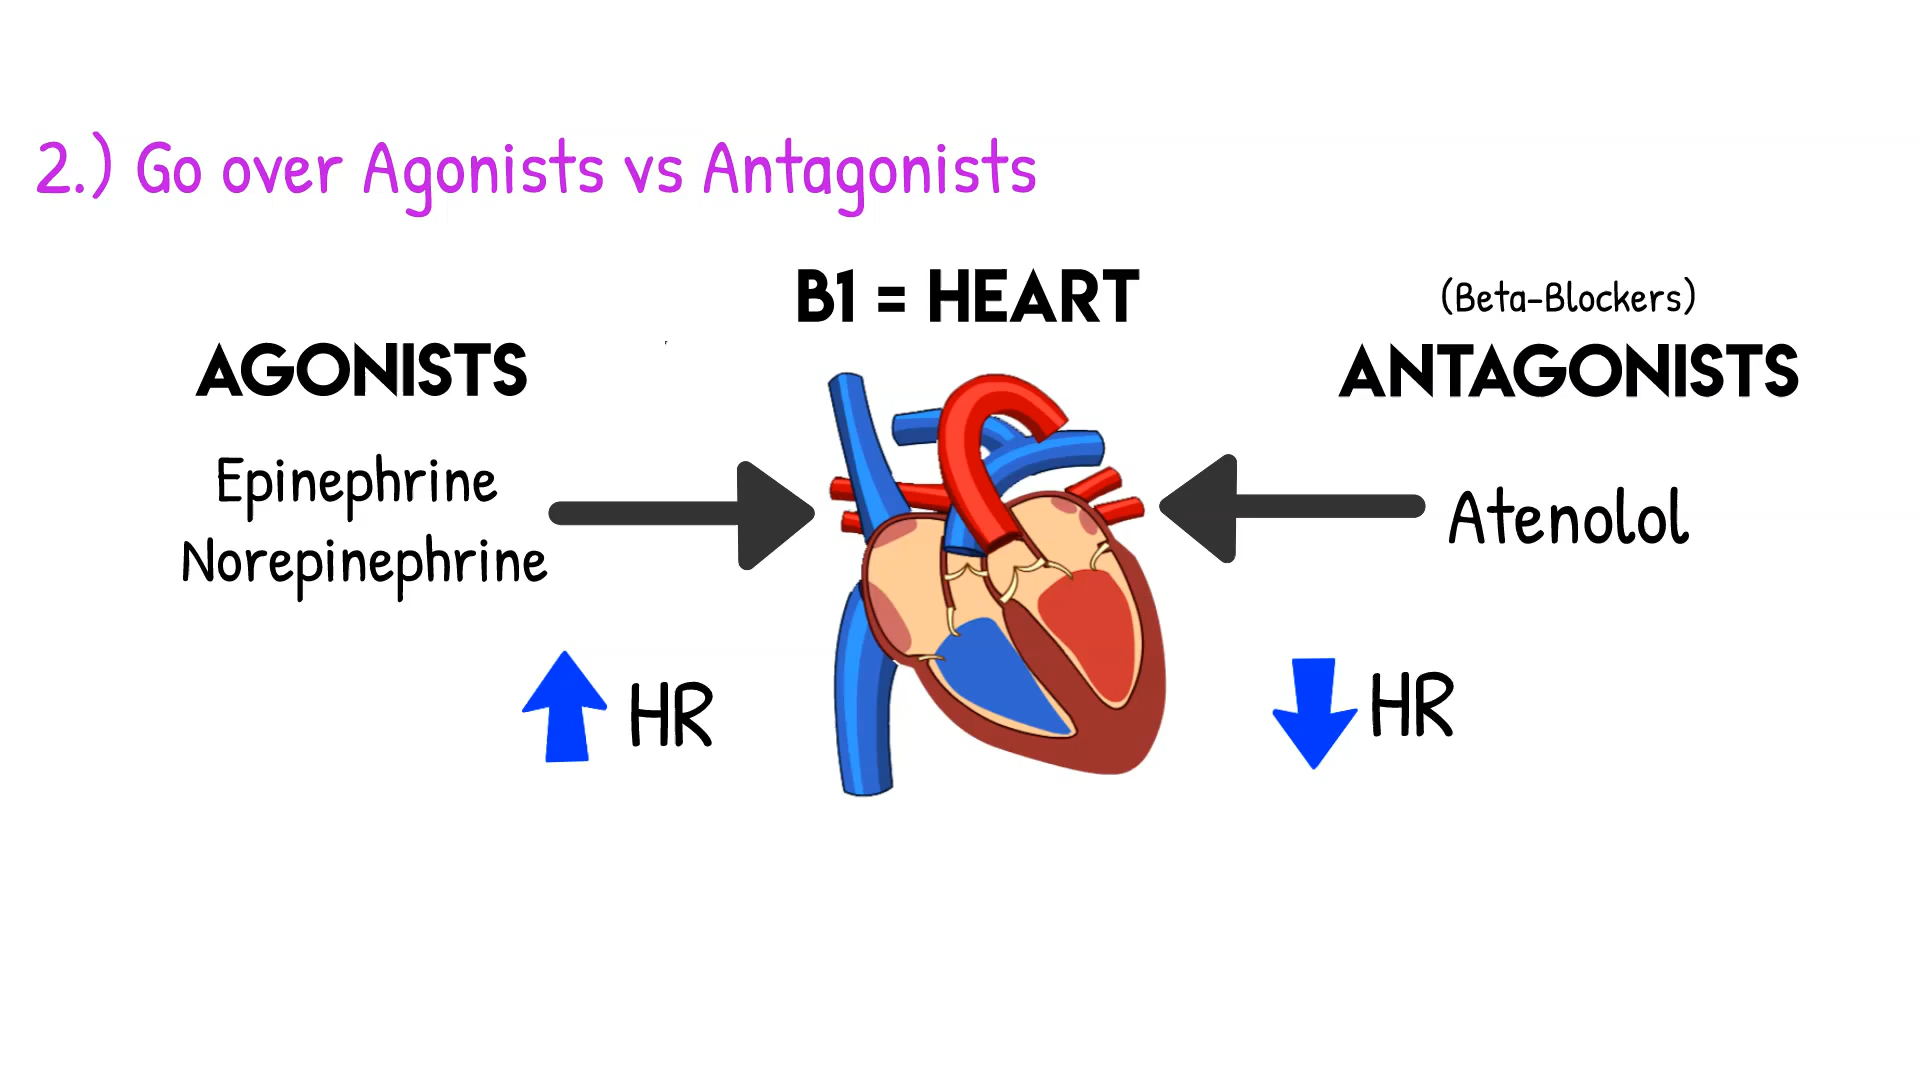 2.) Go over Agonists vs Antagonists
B1 = HEART
(Beta-Blockers)
AGONISTS
ANTAGONISTS
Epinephrine
Norepinephrine
Atenolol
HR
HR